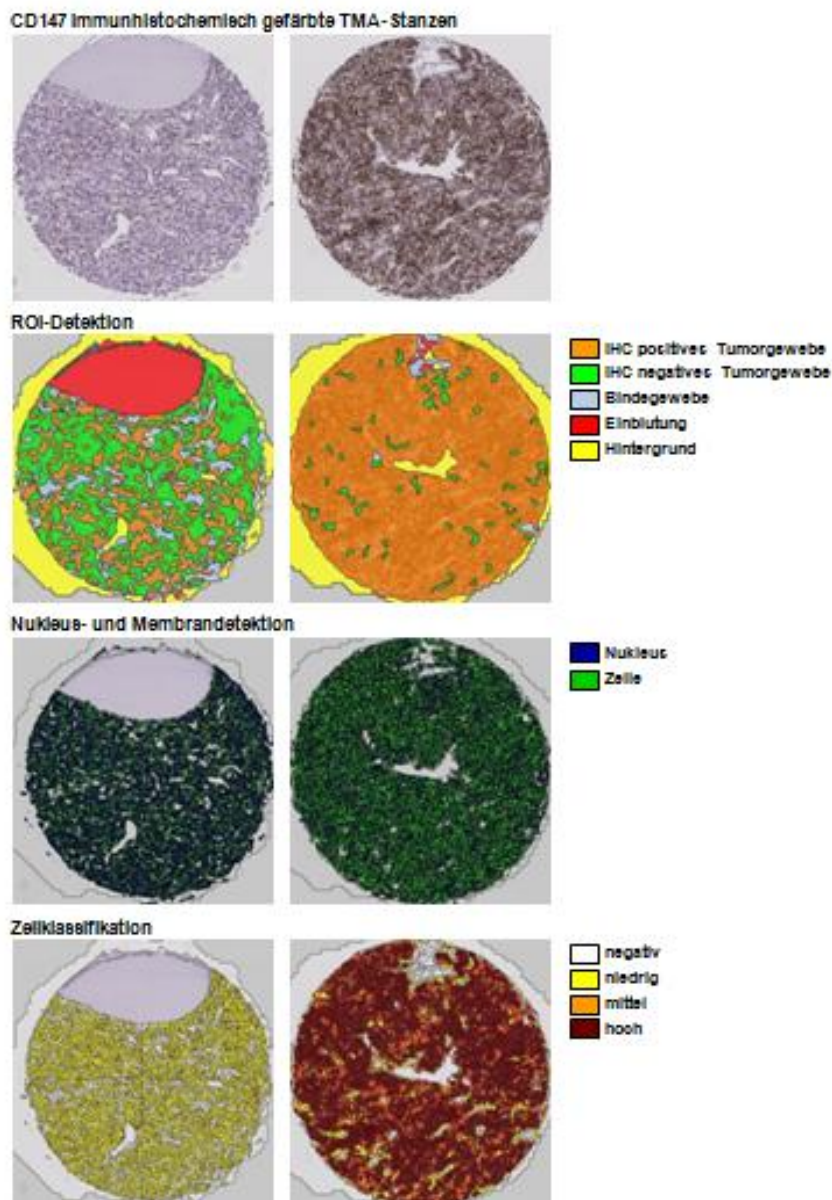 CD147 Immunhistochemisch gefärbte TMA-Stanzen
ROI-Detektion
IHC positives Tumorgewebe
IHC negatives Tumorgewebe
Bindegewebe
Einblutung
Hintergrund
Nukleus- und Membrandetektion
Nukleus
Zelle
Zellklassifikation
negativ
niedrig
mittel
hoch